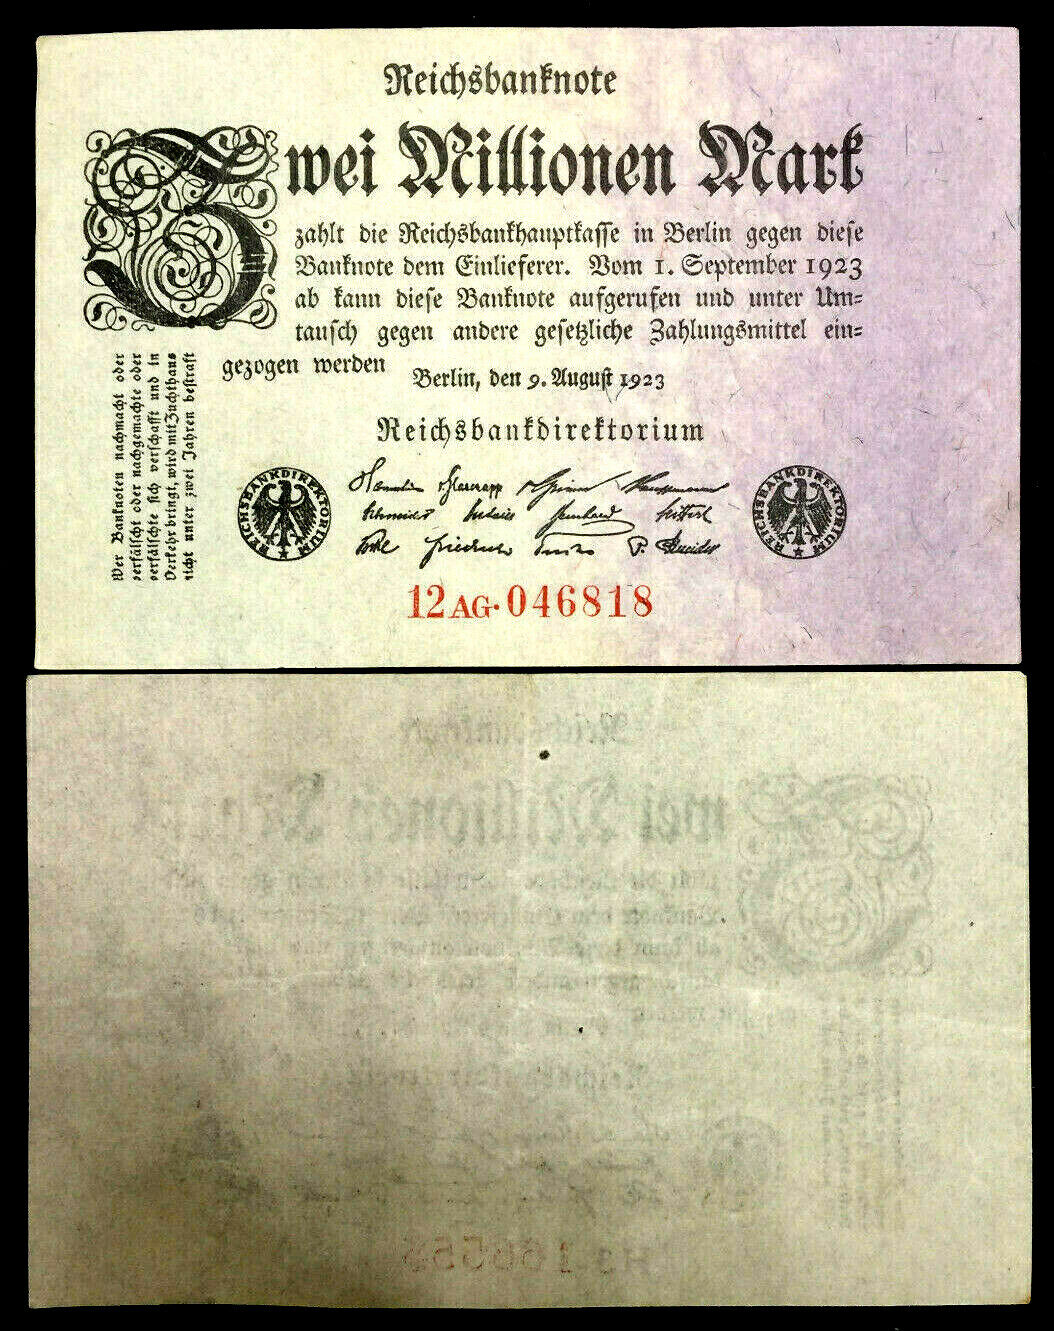 Reichsbanknote
Zwei Millionen Mark
zahlt die Reichsbankhauptkasse in Berlin gegen diese
Banknote dem Einlieferer. Vom 1. September 1923
ab kann diese Banknote aufgerufen und unter Um=
tausch gegen andere gesetzliche Zahlungsmittel ein=
gezogen werden
Berlin, den 9. August 1923
Reichsbankdirektorium
Wer Banknoten nachmacht oder
verfälscht oder nachgemachte oder
verfälschte sich verschafft und in
Verkehr bringt, wird mit Zuchthaus
nicht unter zwei Jahren bestraft
REICHSBANKDIREKTORIUM
REICHSBANKDIREKTORIUM
12AG·046818